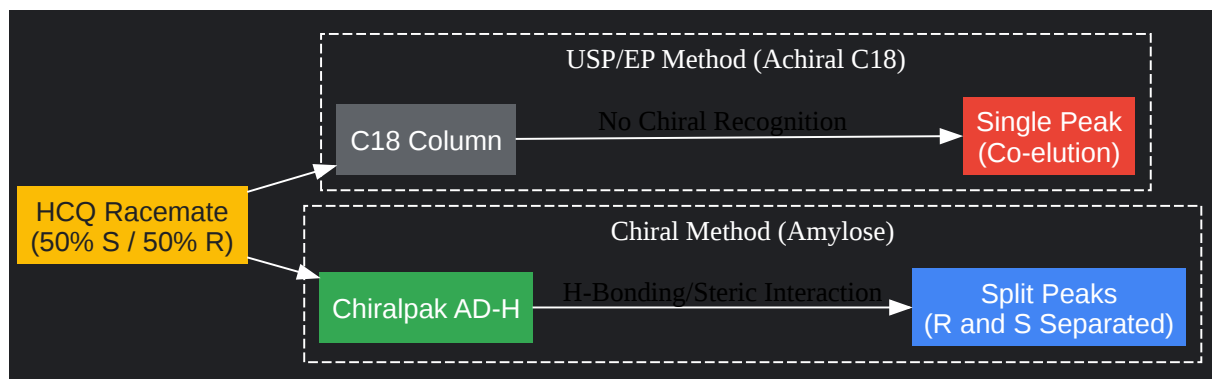 USP/EP Method (Achiral C18)
C18 Column
No Chiral Recognition
Single Peak
(Co-elution)
HCQ Racemate
(50% S / 50% R)
Chiral Method (Amylose)
Chiralpak AD-H
H-Bonding/Steric Interaction
Split Peaks
(R and S Separated)